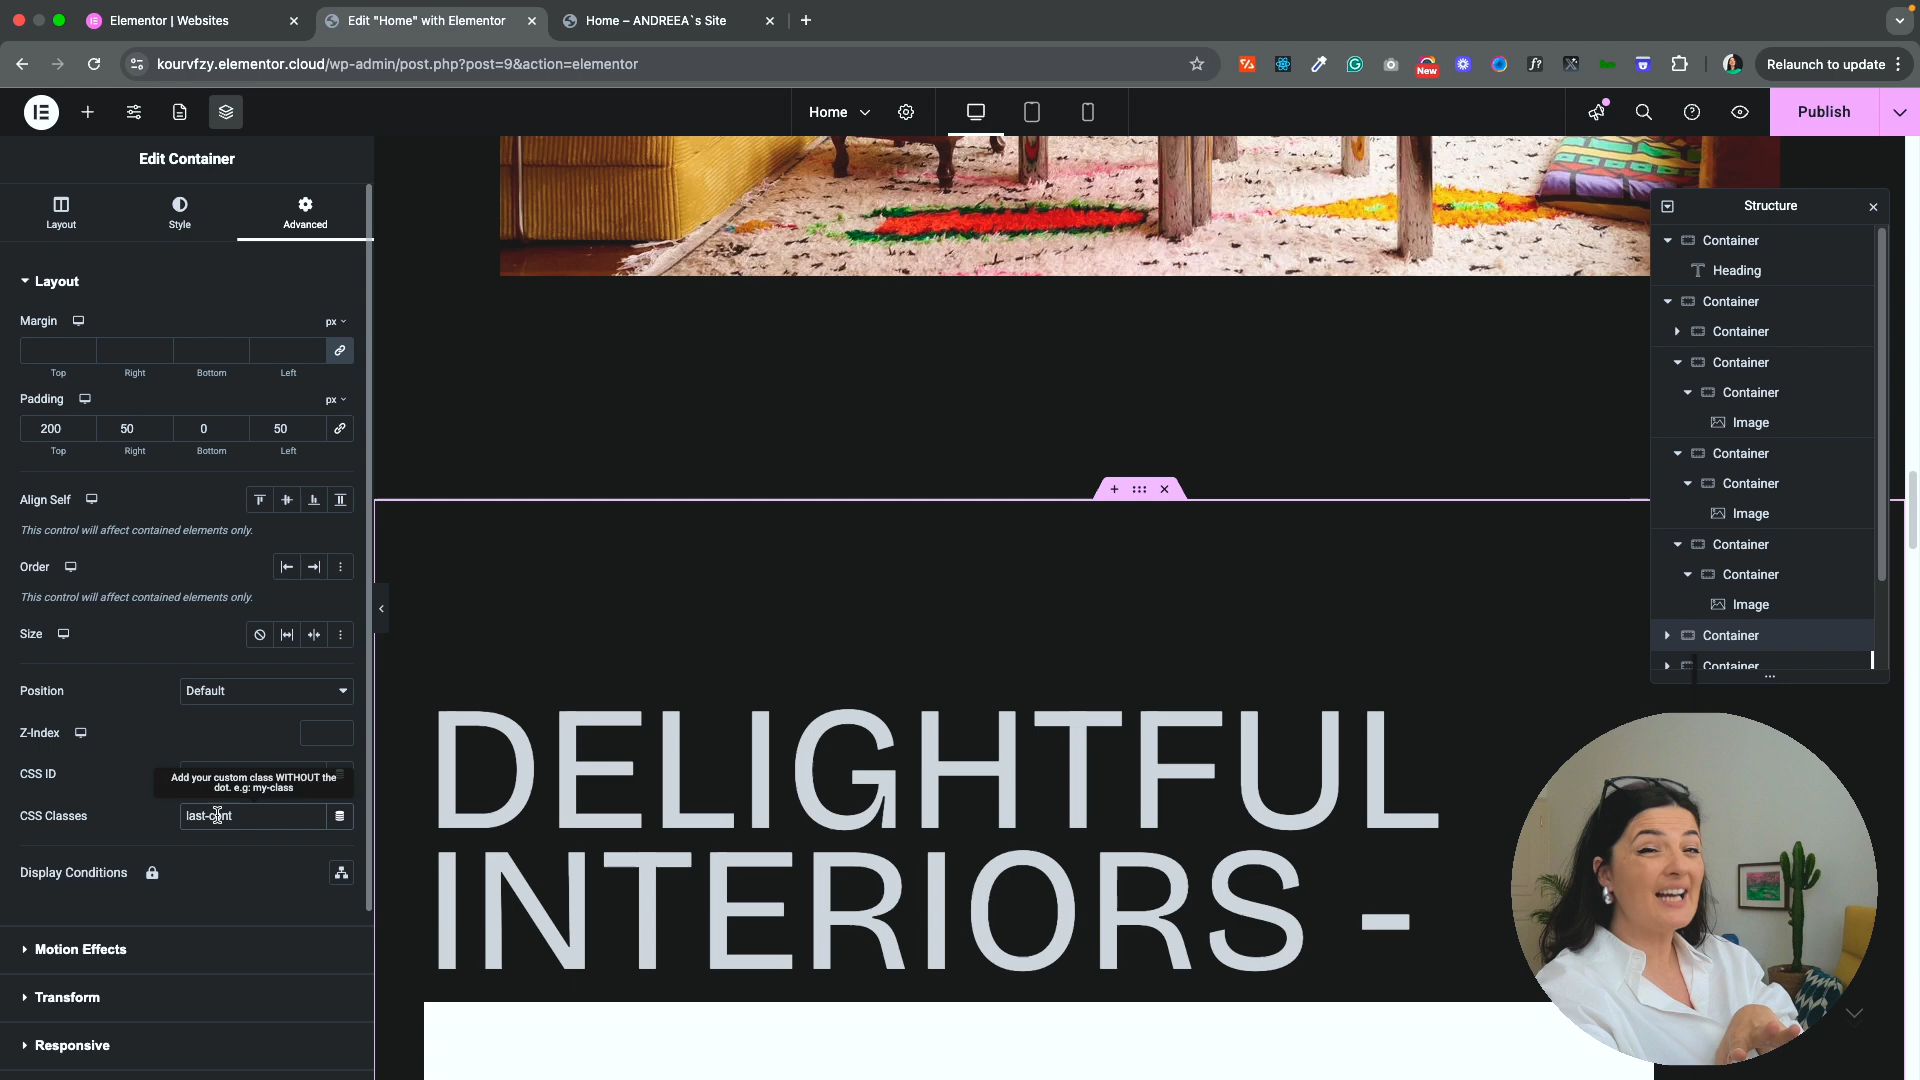 Elementor | Websites
Edit "Home" with Elementor
Home – ANDREEA`s Site
kourvfzy.elementor.cloud/wp-admin/post.php?post=9&action=elementor
New
f?
Relaunch to update
Home
Publish
Edit Container
Layout
Style
Advanced
Layout
Margin
px
Top
Right
Bottom
Left
Padding
px
200
50
0
50
Top
Right
Bottom
Left
Align Self
This control will affect contained elements only.
Order
This control will affect contained elements only.
Size
Position
Default
Z-Index
CSS ID
Add your custom class WITHOUT the
dot. e.g: my-class
CSS Classes
last-cont
Display Conditions
Motion Effects
Transform
Responsive
DELIGHTFUL
INTERIORS -
Structure
Container
Heading
Container
Container
Container
Container
Image
Container
Container
Image
Container
Container
Image
Container
Container